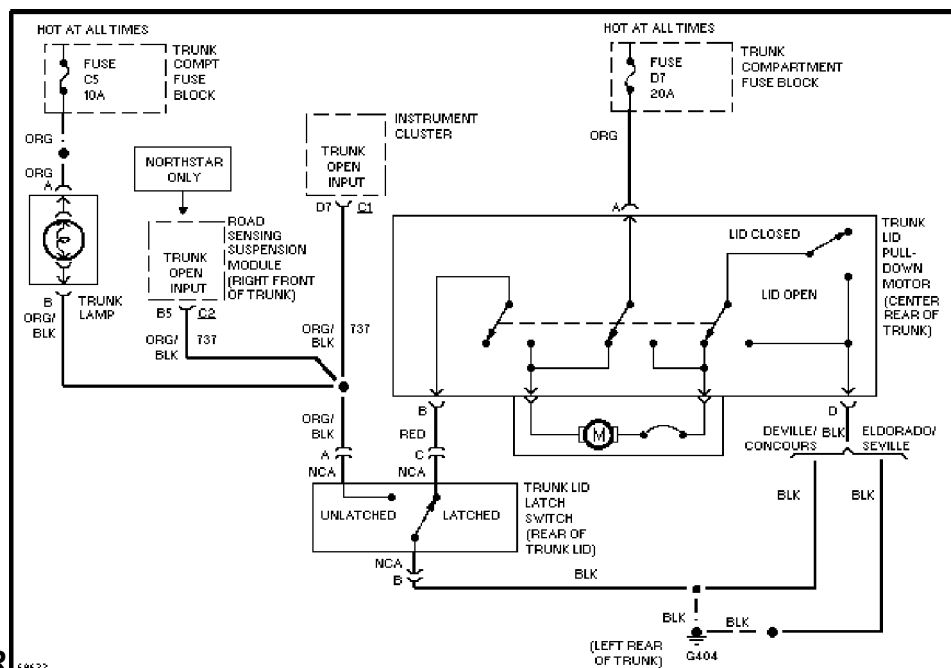 HOT AT ALL TIMES
FUSE
C5
10A
TRUNK
COMPT
FUSE
BLOCK
HOT AT ALL TIMES
FUSE
D7
20A
TRUNK
COMPARTMENT
FUSE BLOCK
ORG
ORG
A
NORTHSTAR
ONLY
TRUNK
OPEN
INPUT
INSTRUMENT
CLUSTER
D7
C1
ORG
A
TRUNK
OPEN
INPUT
ROAD
SENSING
SUSPENSION
MODULE
(RIGHT FRONT
OF TRUNK)
B5
C2
B
TRUNK
LAMP
ORG/
BLK
ORG/
BLK
737
ORG/
BLK
737
LID CLOSED
LID OPEN
TRUNK
LID
PULL-
DOWN
MOTOR
(CENTER
REAR OF
TRUNK)
M
B
RED
C
NCA
D
BLK
DEVILLE/
CONCOURS
ELDORADO/
SEVILLE
ORG/
BLK
A
NCA
UNLATCHED
LATCHED
TRUNK LID
LATCH
SWITCH
(REAR OF
TRUNK LID)
BLK
BLK
NCA
B
BLK
BLK
BLK
(LEFT REAR
OF TRUNK)
G404